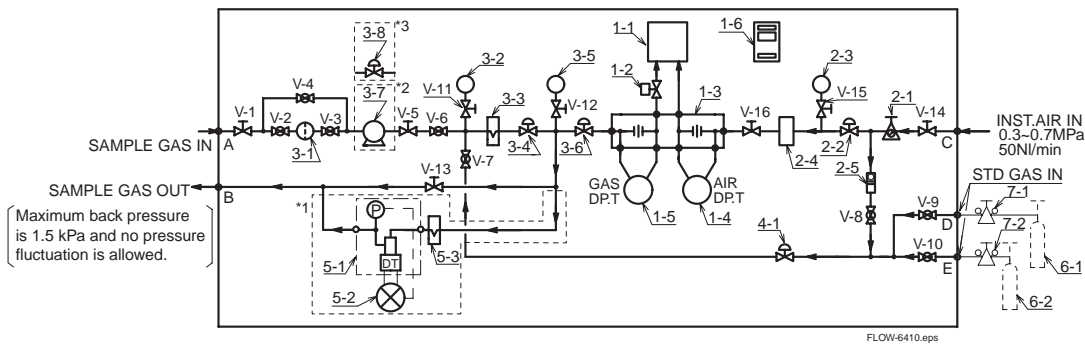 3-8
*3
1-1
1-6
3-2
3-5
1-2
2-3
V-4
3-7
*2
V-11
3-3
V-12
1-3
V-16
V-15
2-1
V-14
V-1
V-2
V-3
V-5
V-6
SAMPLE GAS IN
A
3-1
3-4
3-6
2-2
C
INST.AIR IN
0.3~0.7MPa
50Nl/min
V-7
2-4
V-13
2-5
STD GAS IN
SAMPLE GAS OUT
B
GAS
DP.T
AIR
DP.T
7-1
Maximum back pressure
is 1.5 kPa and no pressure
fluctuation is allowed.
*1
P
1-5
1-4
V-8
V-9
D
7-2
5-1
DT
5-3
4-1
V-10
E
5-2
6-1
6-2
FLOW-6410.eps